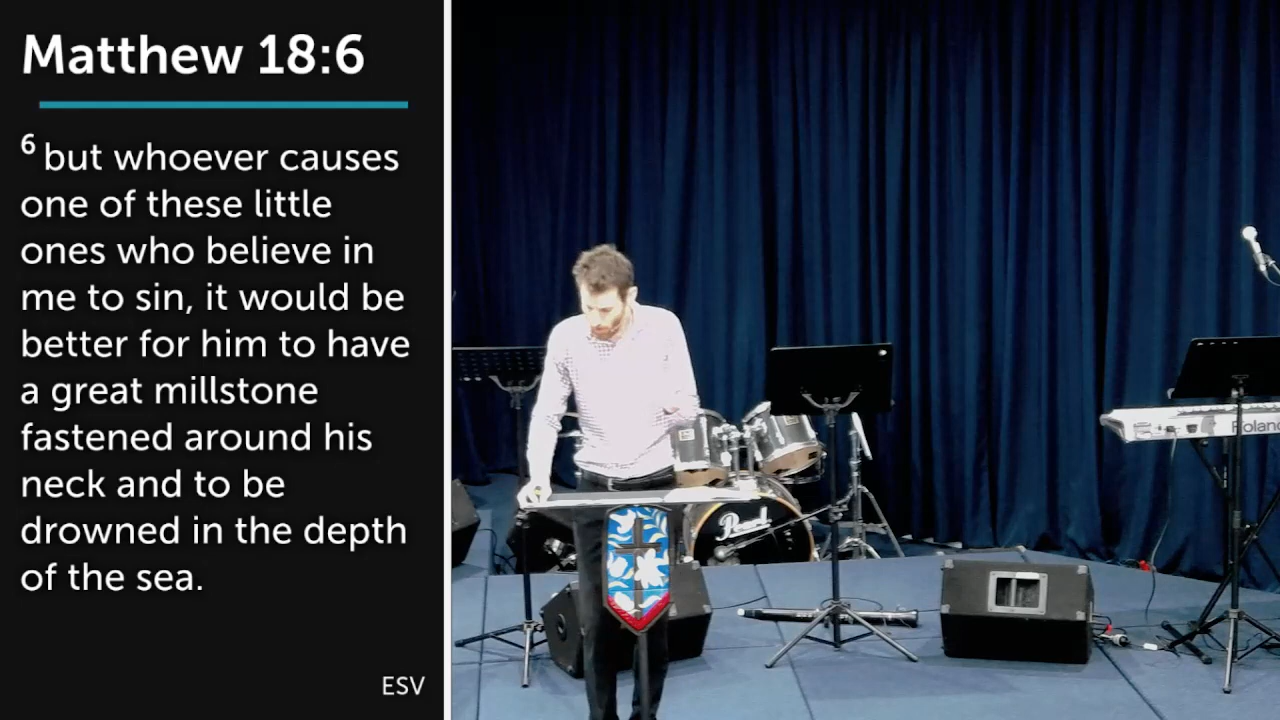 Matthew 18:6
6 but whoever causes
one of these little
ones who believe in
me to sin, it would be
better for him to have
a great millstone
fastened around his
neck and to be
drowned in the depth
of the sea.
ESV
Pearl
Roland